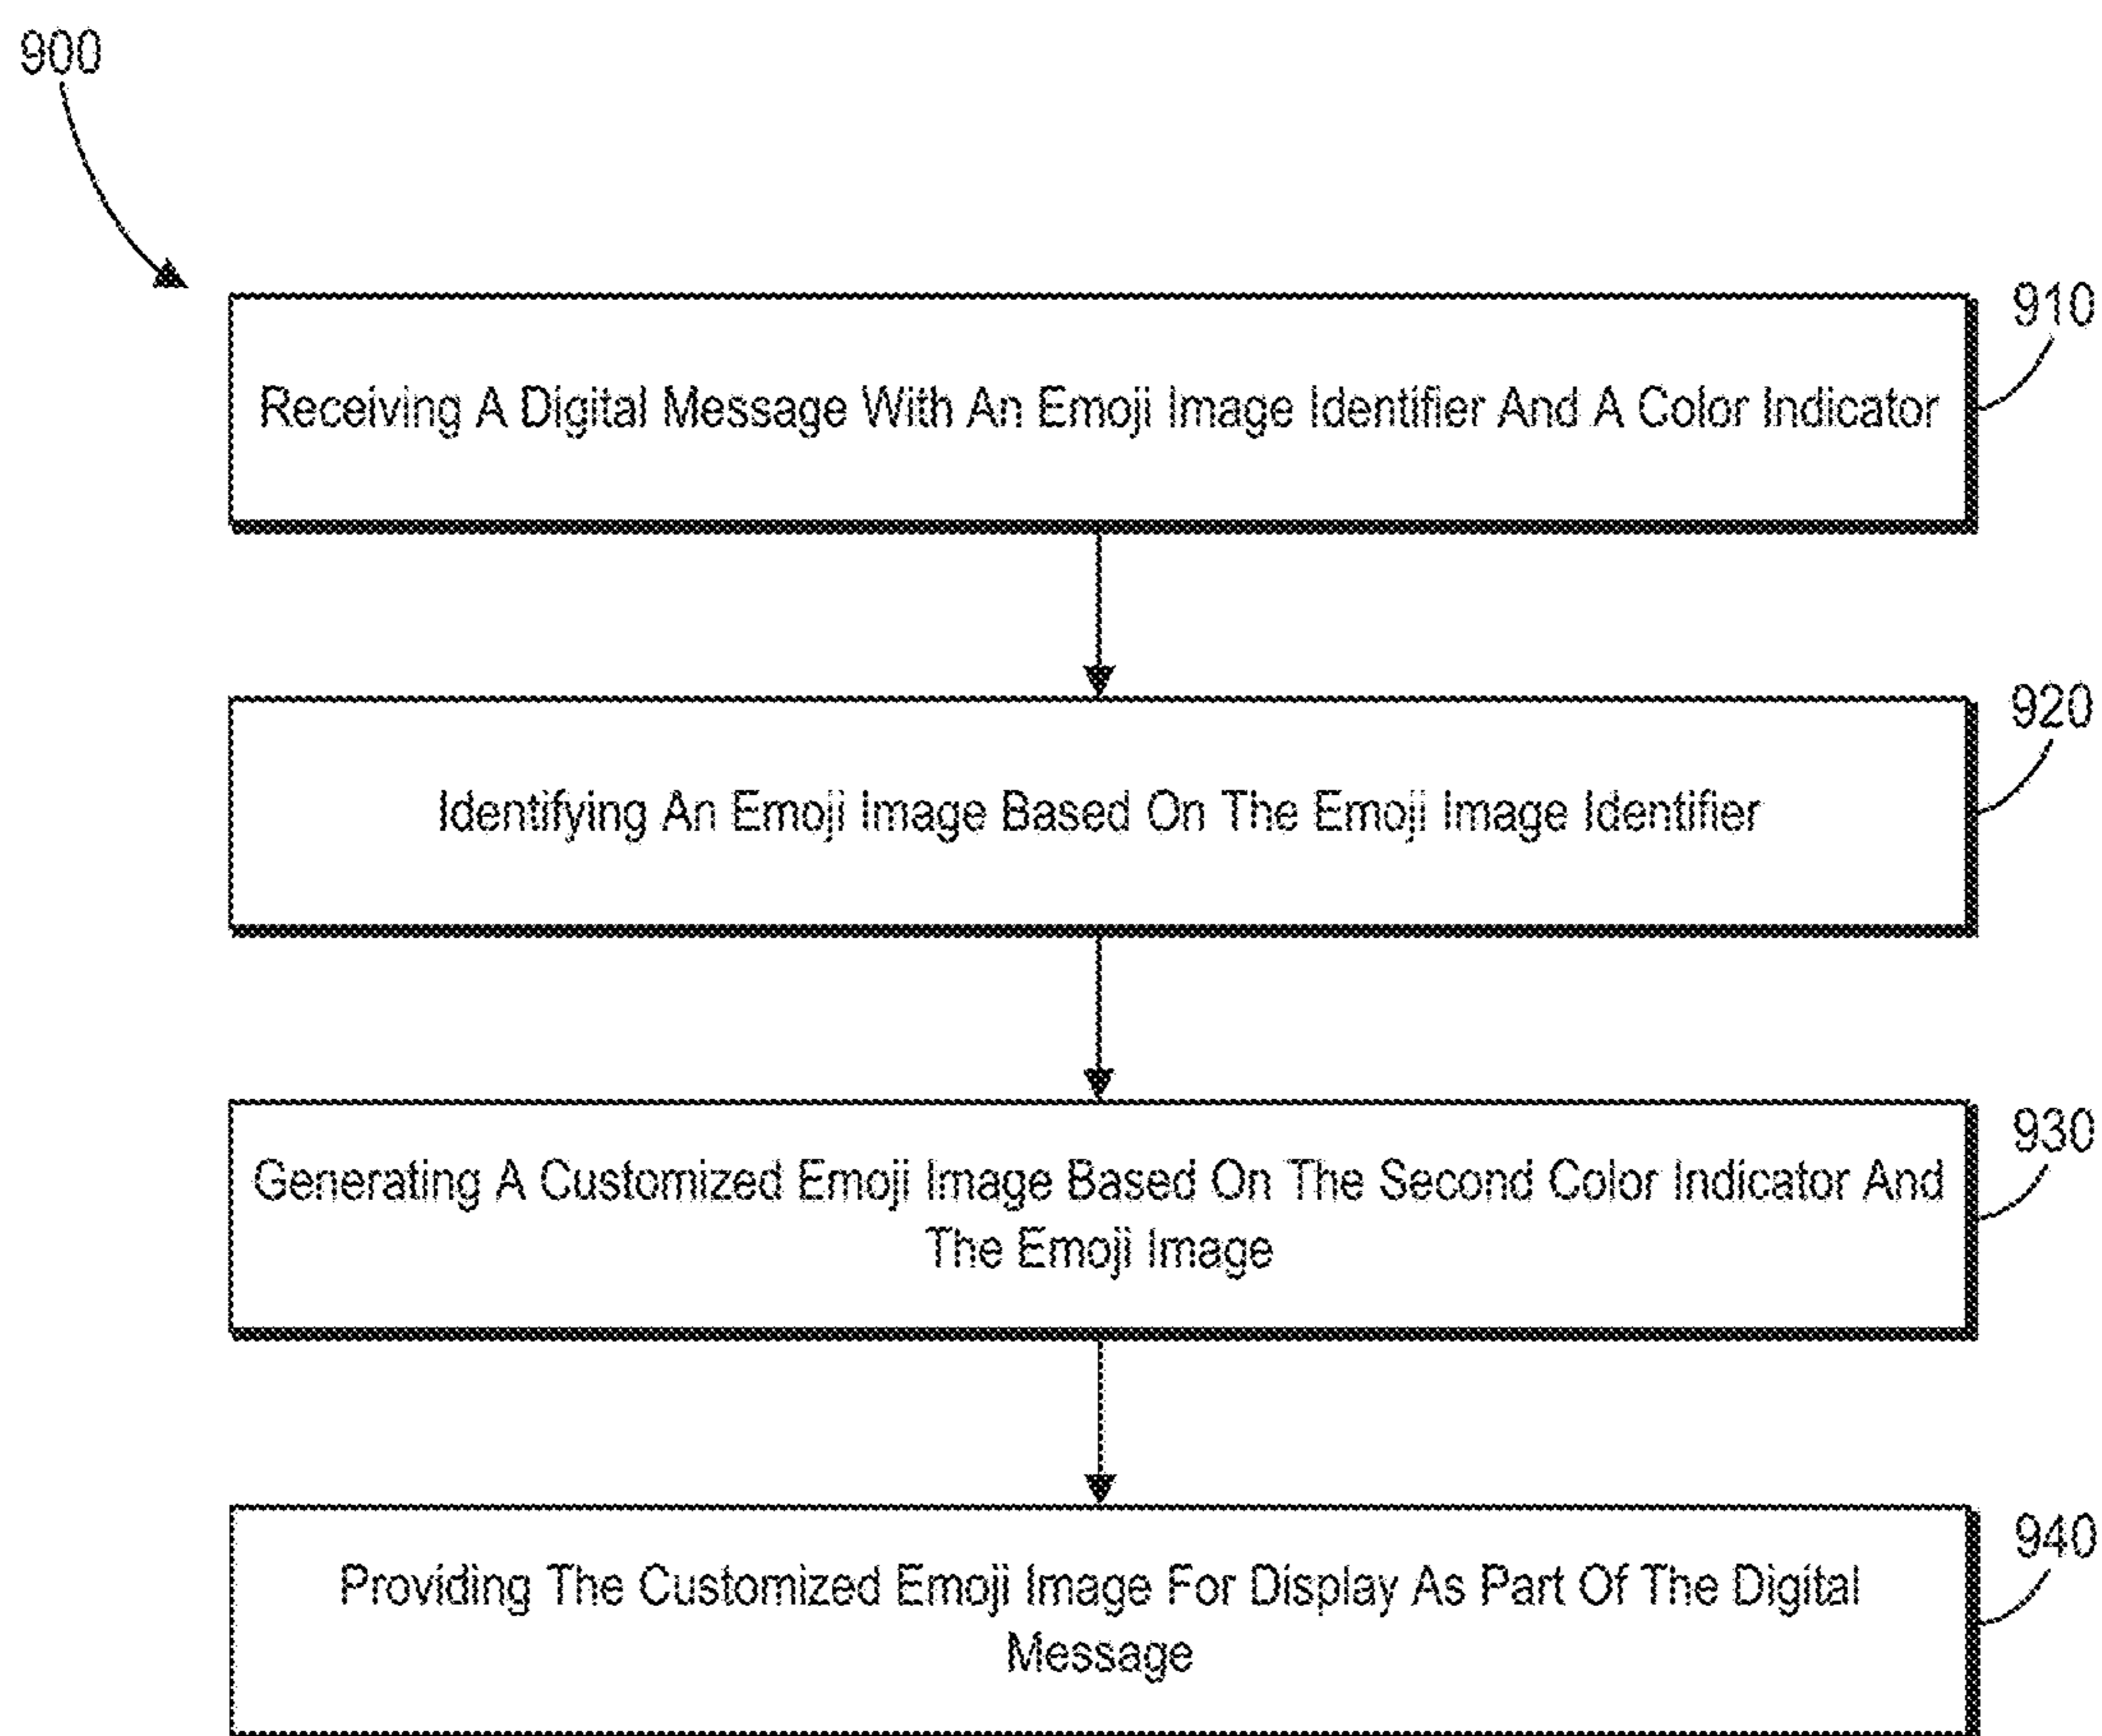 900
910
Receiving A Digital Message With An Emoji Image Identifier And A Color Indicator
920
Identifying An Emoji Image Based On The Emoji Image Identifier
930
Generating A Customized Emoji Image Based On The Second Color Indicator And
The Emoji Image
940
Providing The Customized Emoji Image For Display As Part Of The Digital
Message